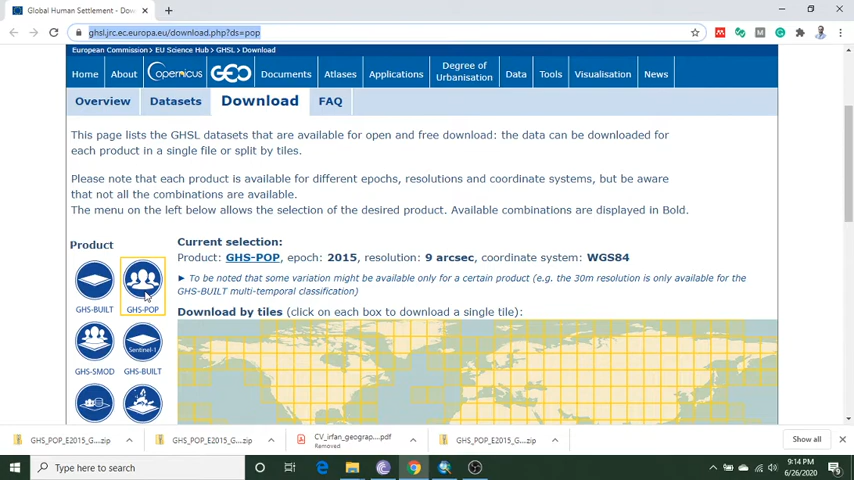 Global Human Settlement - Dow
ghsl.jrc.ec.europa.eu/download.php?ds=pop
European Commission > EU Science Hub > GHSL > Download
Home About Copernicus GEO Documents Atlases Applications Degree of Urbanisation Data Tools Visualisation News
Overview Datasets Download FAQ
This page lists the GHSL datasets that are available for open and free download: the data can be downloaded for
each product in a single file or split by tiles.
Please note that each product is available for different epochs, resolutions and coordinate systems, but be aware
that not all the combinations are available.
The menu on the left below allows the selection of the desired product. Available combinations are displayed in Bold.
Product
Current selection:
Product: GHS-POP, epoch: 2015, resolution: 9 arcsec, coordinate system: WGS84
► To be noted that some variation might be available only for a certain product (e.g. the 30m resolution is only available for the
GHS-BUILT multi-temporal classification)
GHS-BUILT GHS-POP
Download by tiles (click on each box to download a single tile):
Sentinel-1
GHS-SMOD GHS-BUILT
GHS_POP_E2015_G....zip GHS_POP_E2015_G....zip CV_irfan_geograp....pdf GHS_POP_E2015_G....zip Show all
Removed
Type here to search
9:14 PM
6/26/2020